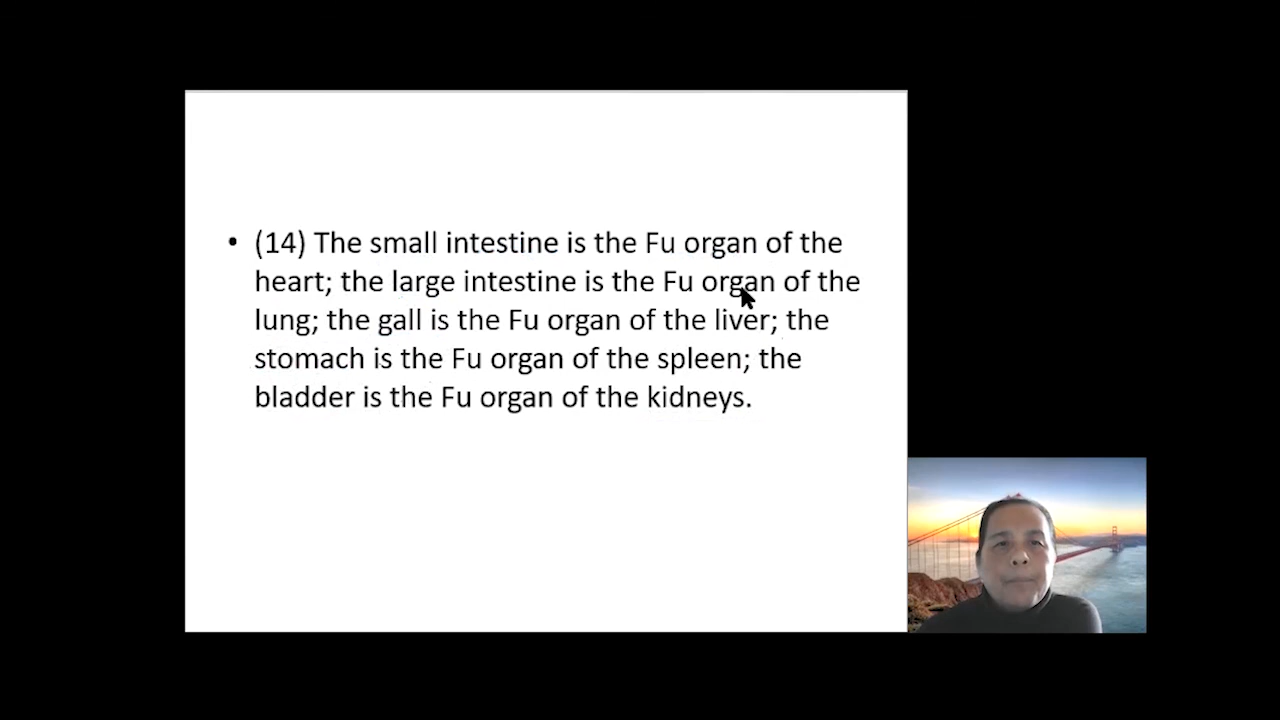 • (14) The small intestine is the Fu organ of the
heart; the large intestine is the Fu organ of the
lung; the gall is the Fu organ of the liver; the
stomach is the Fu organ of the spleen; the
bladder is the Fu organ of the kidneys.